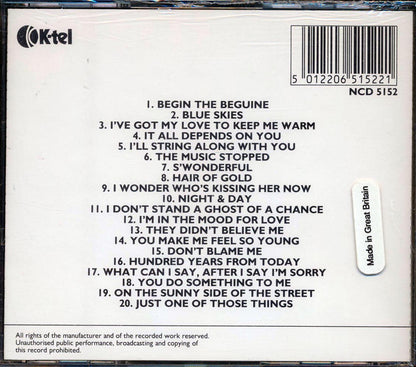 K-tel
5 012206 515221
NCD 5152
1. BEGIN THE BEGUINE
2. BLUE SKIES
3. I'VE GOT MY LOVE TO KEEP ME WARM
4. IT ALL DEPENDS ON YOU
5. I'LL STRING ALONG WITH YOU
6. THE MUSIC STOPPED
7. S'WONDERFUL
8. HAIR OF GOLD
9. I WONDER WHO'S KISSING HER NOW
10. NIGHT & DAY
11. I DON'T STAND A GHOST OF A CHANCE
12. I'M IN THE MOOD FOR LOVE
13. THEY DIDN'T BELIEVE ME
14. YOU MAKE ME FEEL SO YOUNG
15. DON'T BLAME ME
16. HUNDRED YEARS FROM TODAY
17. WHAT CAN I SAY, AFTER I SAY I'M SORRY
18. YOU DO SOMETHING TO ME
19. ON THE SUNNY SIDE OF THE STREET
20. JUST ONE OF THOSE THINGS
Made in Great Britain
All rights of the manufacturer and of the recorded work reserved.
Unauthorised public performance, broadcasting and copying of
this record prohibited.